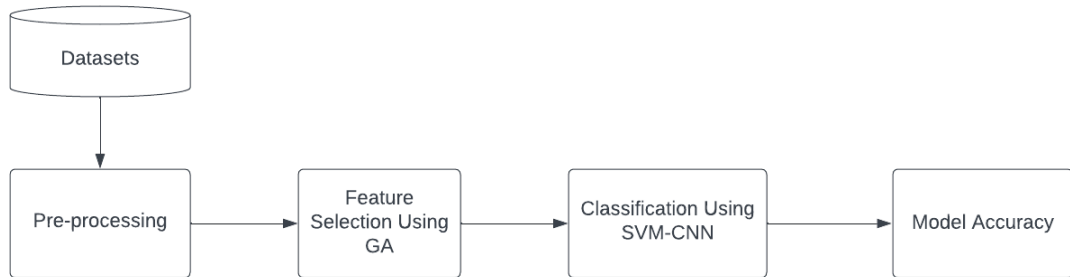 Datasets
Pre-processing
Feature
Selection Using
GA
Classification Using
SVM-CNN
Model Accuracy